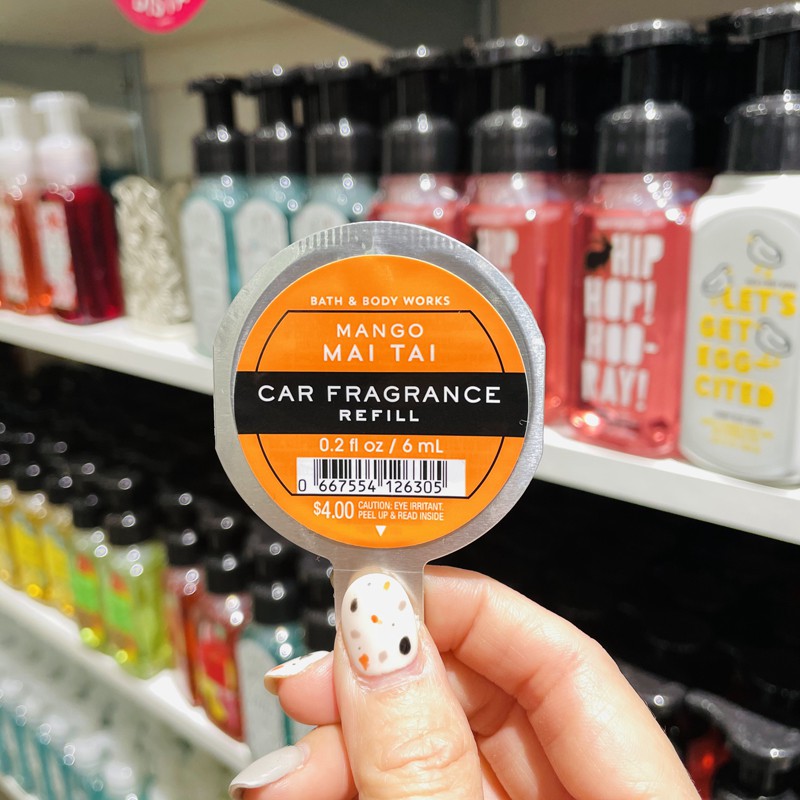 BATH & BODY WORKS
MANGO
MAI TAI
CAR FRAGRANCE
REFILL
0.2 fl oz / 6 mL
0 667554 126305
$4.00 CAUTION: EYE IRRITANT.
PEEL UP & READ INSIDE
HIP
HOP!
HOO-
RAY!
HIP
LET'S
GET
EGG-
CITED